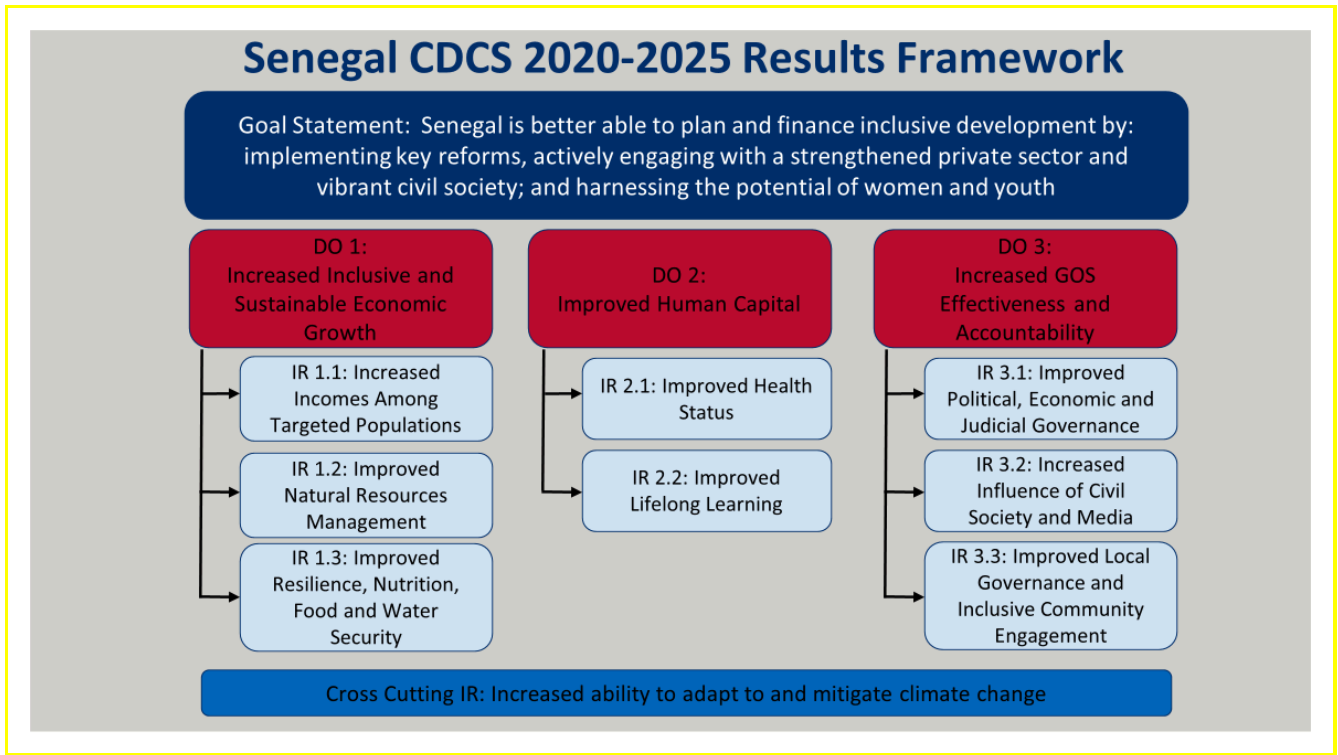 Senegal CDCS 2020-2025 Results Framework
Goal Statement: Senegal is better able to plan and finance inclusive development by:
implementing key reforms, actively engaging with a strengthened private sector and
vibrant civil society; and harnessing the potential of women and youth
DO 1:
Increased Inclusive and
Sustainable Economic
Growth
IR 1.1: Increased
Incomes Among
Targeted Populations
IR 1.2: Improved
Natural Resources
Management
IR 1.3: Improved
Resilience, Nutrition,
Food and Water
Security
DO 2:
Improved Human Capital
IR 2.1: Improved Health
Status
IR 2.2: Improved
Lifelong Learning
DO 3:
Increased GOS
Effectiveness and
Accountability
IR 3.1: Improved
Political, Economic and
Judicial Governance
IR 3.2: Increased
Influence of Civil
Society and Media
IR 3.3: Improved Local
Governance and
Inclusive Community
Engagement
Cross Cutting IR: Increased ability to adapt to and mitigate climate change